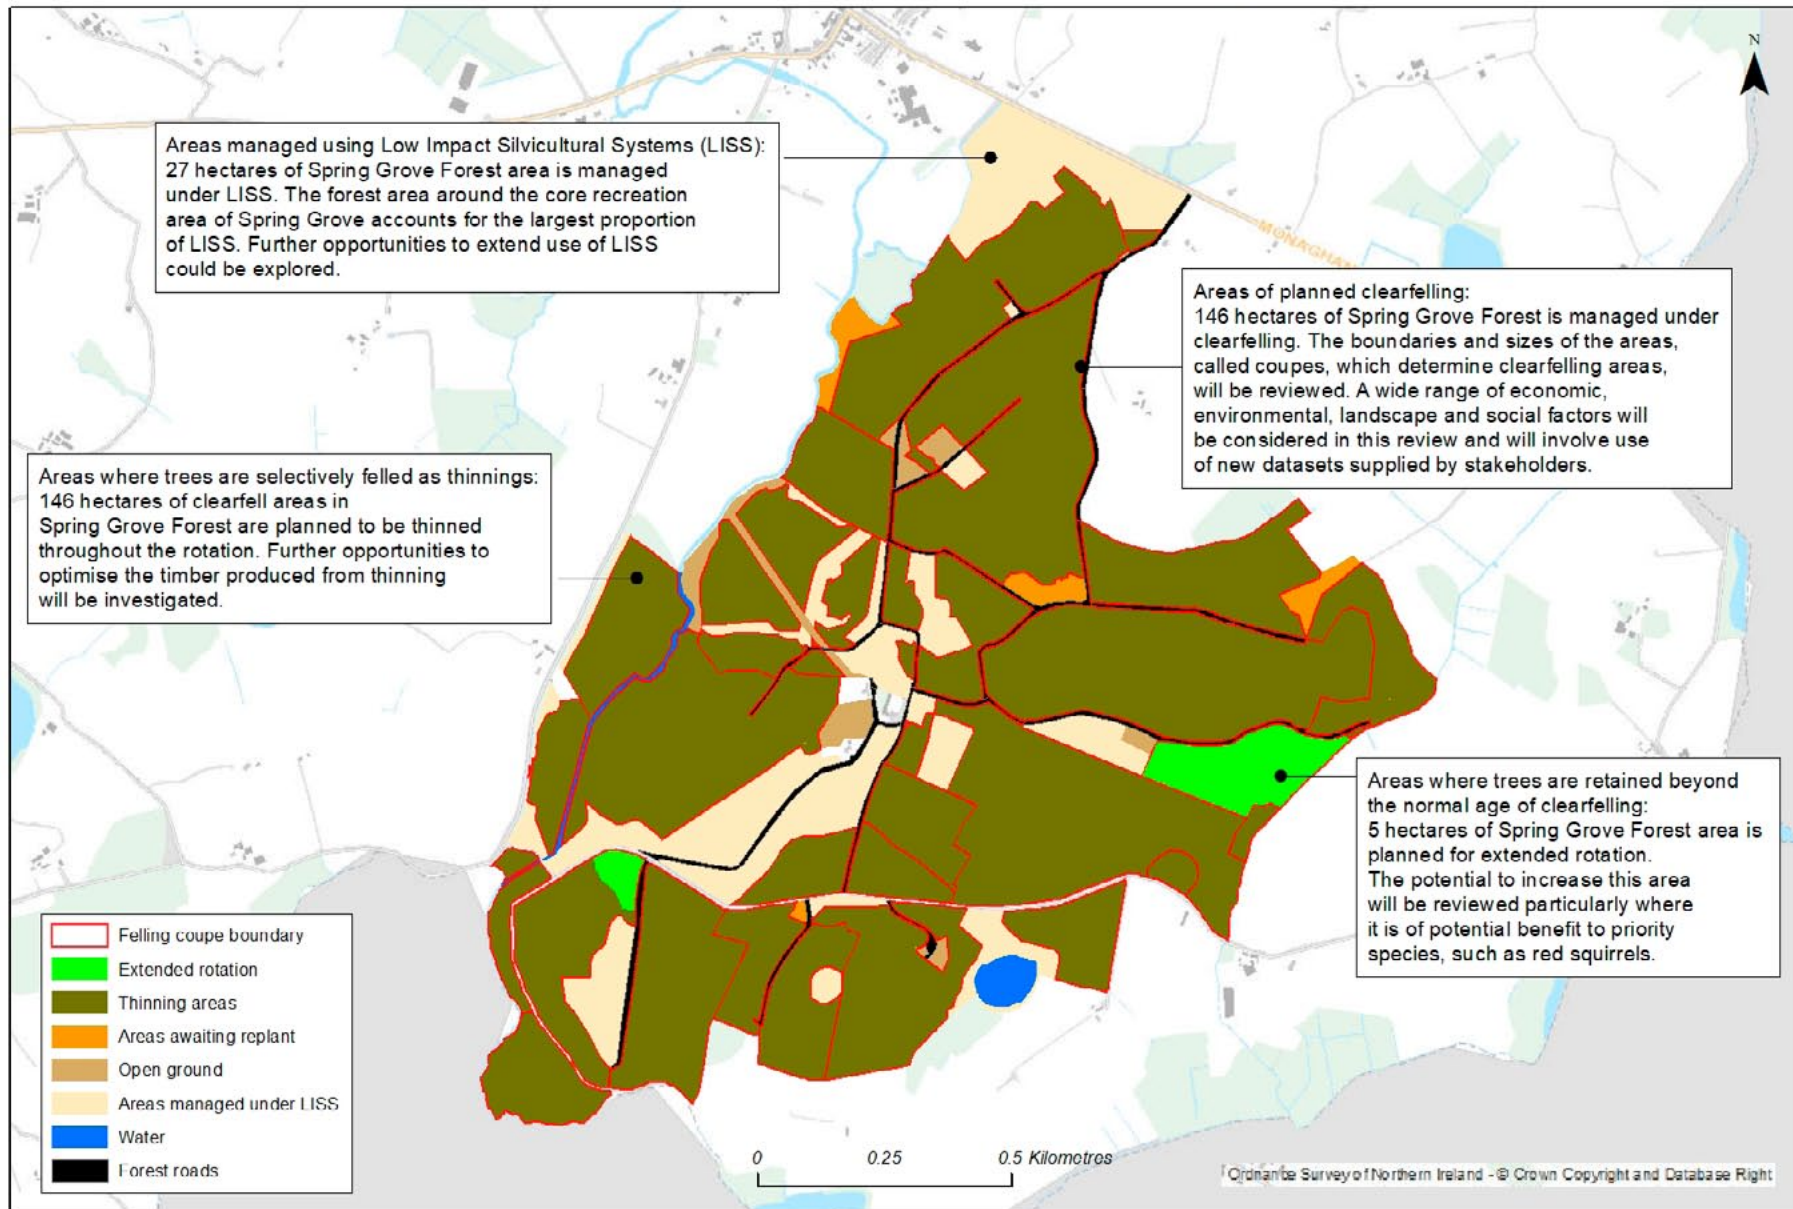 N
Areas managed using Low Impact Silvicultural Systems (LISS):
27 hectares of Spring Grove Forest area is managed
under LISS. The forest area around the core recreation
area of Spring Grove accounts for the largest proportion
of LISS. Further opportunities to extend use of LISS
could be explored.
MONAGHAN
Areas of planned clearfelling:
146 hectares of Spring Grove Forest is managed under
clearfelling. The boundaries and sizes of the areas,
called coupes, which determine clearfelling areas,
will be reviewed. A wide range of economic,
environmental, landscape and social factors will
be considered in this review and will involve use
of new datasets supplied by stakeholders.
Areas where trees are selectively felled as thinnings:
146 hectares of clearfell areas in
Spring Grove Forest are planned to be thinned
throughout the rotation. Further opportunities to
optimise the timber produced from thinning
will be investigated.
Areas where trees are retained beyond
the normal age of clearfelling:
5 hectares of Spring Grove Forest area is
planned for extended rotation.
The potential to increase this area
will be reviewed particularly where
it is of potential benefit to priority
species, such as red squirrels.
Felling coupe boundary
Extended rotation
Thinning areas
Areas awaiting replant
Open ground
Areas managed under LISS
Water
Forest roads
0 0.25 0.5 Kilometres
Ordnance Survey of Northern Ireland - © Crown Copyright and Database Right